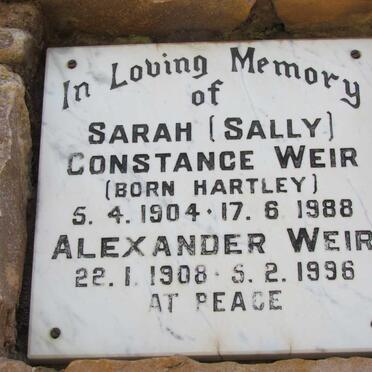 In Loving Memory
of
SARAH (SALLY)
CONSTANCE WEIR
(BORN HARTLEY)
5. 4. 1904 · 17. 6 1988
ALEXANDER WEIR
22. 1. 1908 · 5. 2. 1996
AT PEACE